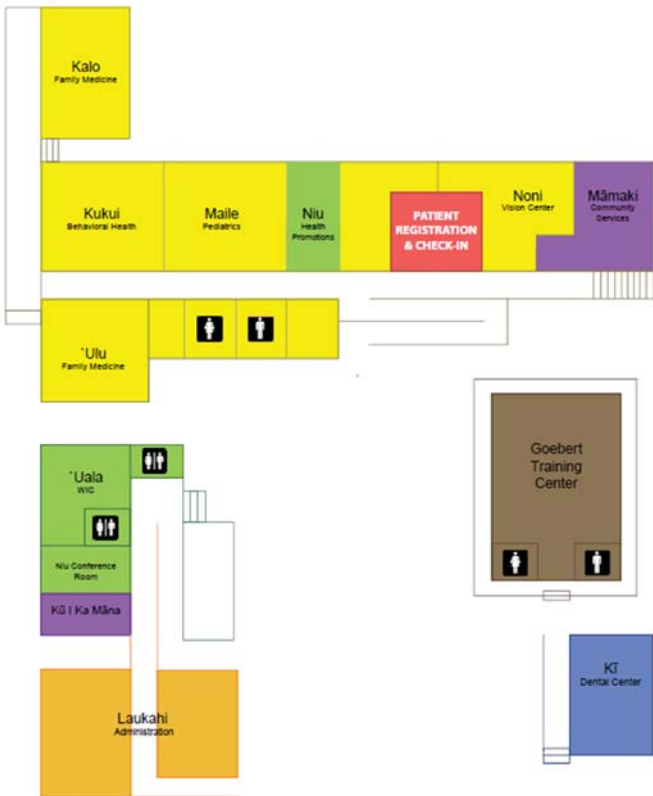 Kalo
Family Medicine
Kukui
Behavioral Health
Maile
Pediatrics
Niu
Health
Promotions
PATIENT
REGISTRATION
& CHECK-IN
Noni
Vision Center
Māmaki
Community
Services
`Ulu
Family Medicine
`Uala
WIC
Niu Conference
Room
Kū I Ka Māna
Goebert
Training
Center
Kī
Dental Center
Laukahi
Administration